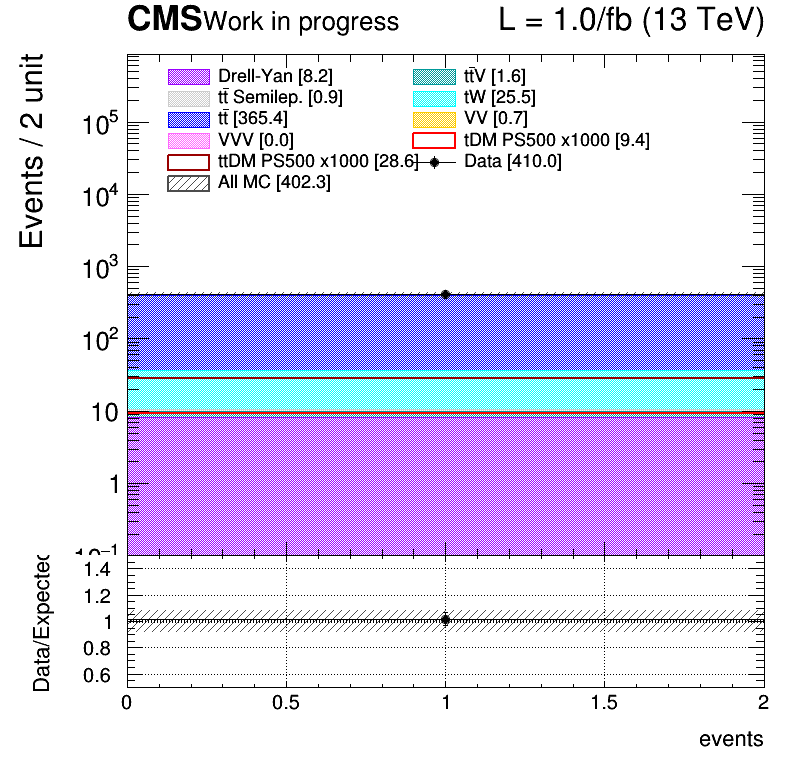 CMS Work in progress L = 1.0/fb (13 TeV)
Events / 2 unit
Drell-Yan [8.2] tt̄V [1.6]
tt̄ Semilep. [0.9] tW [25.5]
tt̄ [365.4] VV [0.7]
VVV [0.0] tDM PS500 x1000 [9.4]
ttDM PS500 x1000 [28.6] Data [410.0]
All MC [402.3]
10⁵
10⁴
10³
10²
10
1
10⁻¹
Data/Expected
1.4
1.2
1
0.8
0.6
0 0.5 1 1.5 2
events